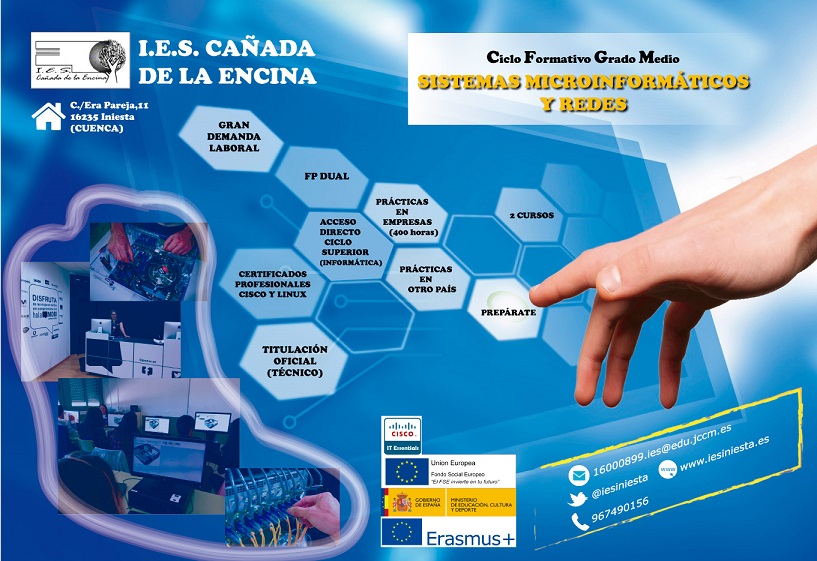 I.E.S.
Cañada de la Encina
I.E.S. CAÑADA
DE LA ENCINA
C./Era Pareja,11
16235 Iniesta
(CUENCA)
Ciclo Formativo Grado Medio
SISTEMAS MICROINFORMÁTICOS
Y REDES
GRAN
DEMANDA
LABORAL
FP DUAL
PRÁCTICAS
EN
EMPRESAS
(400 horas)
2 CURSOS
ACCESO
DIRECTO
CICLO
SUPERIOR
(INFORMÁTICA)
CERTIFICADOS
PROFESIONALES
CISCO Y LINUX
PRÁCTICAS
EN
OTRO PAÍS
PREPÁRATE
TITULACIÓN
OFICIAL
(TÉCNICO)
DISFRUTA
CISCO
IT Essentials
Unión Europea
Fondo Social Europeo
"El FSE invierte en tu futuro"
GOBIERNO
DE ESPAÑA
MINISTERIO
DE EDUCACIÓN, CULTURA
Y DEPORTE
Erasmus+
16000899.ies@edu.jccm.es
@iesiniesta
www
www.iesiniesta.es
967490156